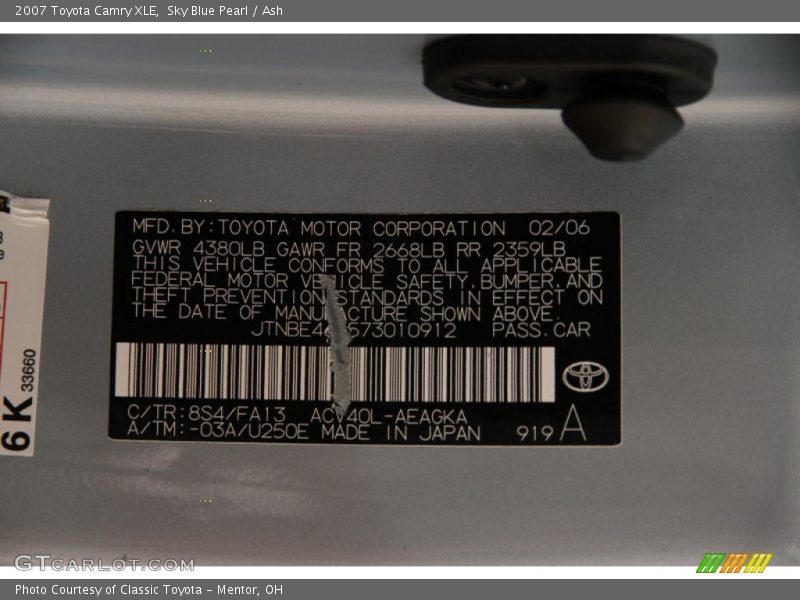 2007 Toyota Camry XLE, Sky Blue Pearl / Ash
MFD.BY:TOYOTA MOTOR CORPORATION 02/06
GVWR 4380LB GAWR FR 2668LB RR 2359LB
THIS VEHICLE CONFORMS TO ALL APPLICABLE
FEDERAL MOTOR VEHICLE SAFETY,BUMPER,AND
THEFT PREVENTION STANDARDS IN EFFECT ON
THE DATE OF MANUFACTURE SHOWN ABOVE.
PASS.CAR
C/TR:8S4/FA13 ACV40L-AEAGKA
A/TM:-03A/U250E MADE IN JAPAN 919 A
6K 33660
GTCARLOT.COM
Photo Courtesy of Classic Toyota - Mentor, OH